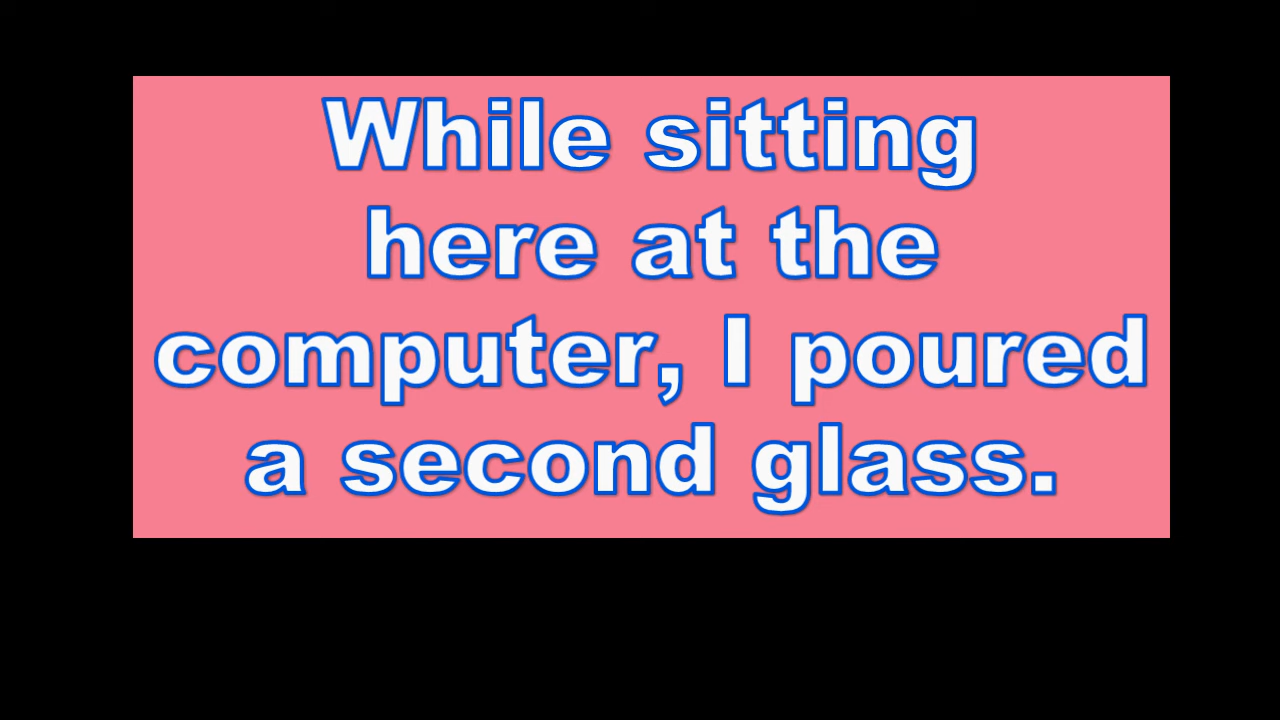 While sitting
here at the
computer, I poured
a second glass.